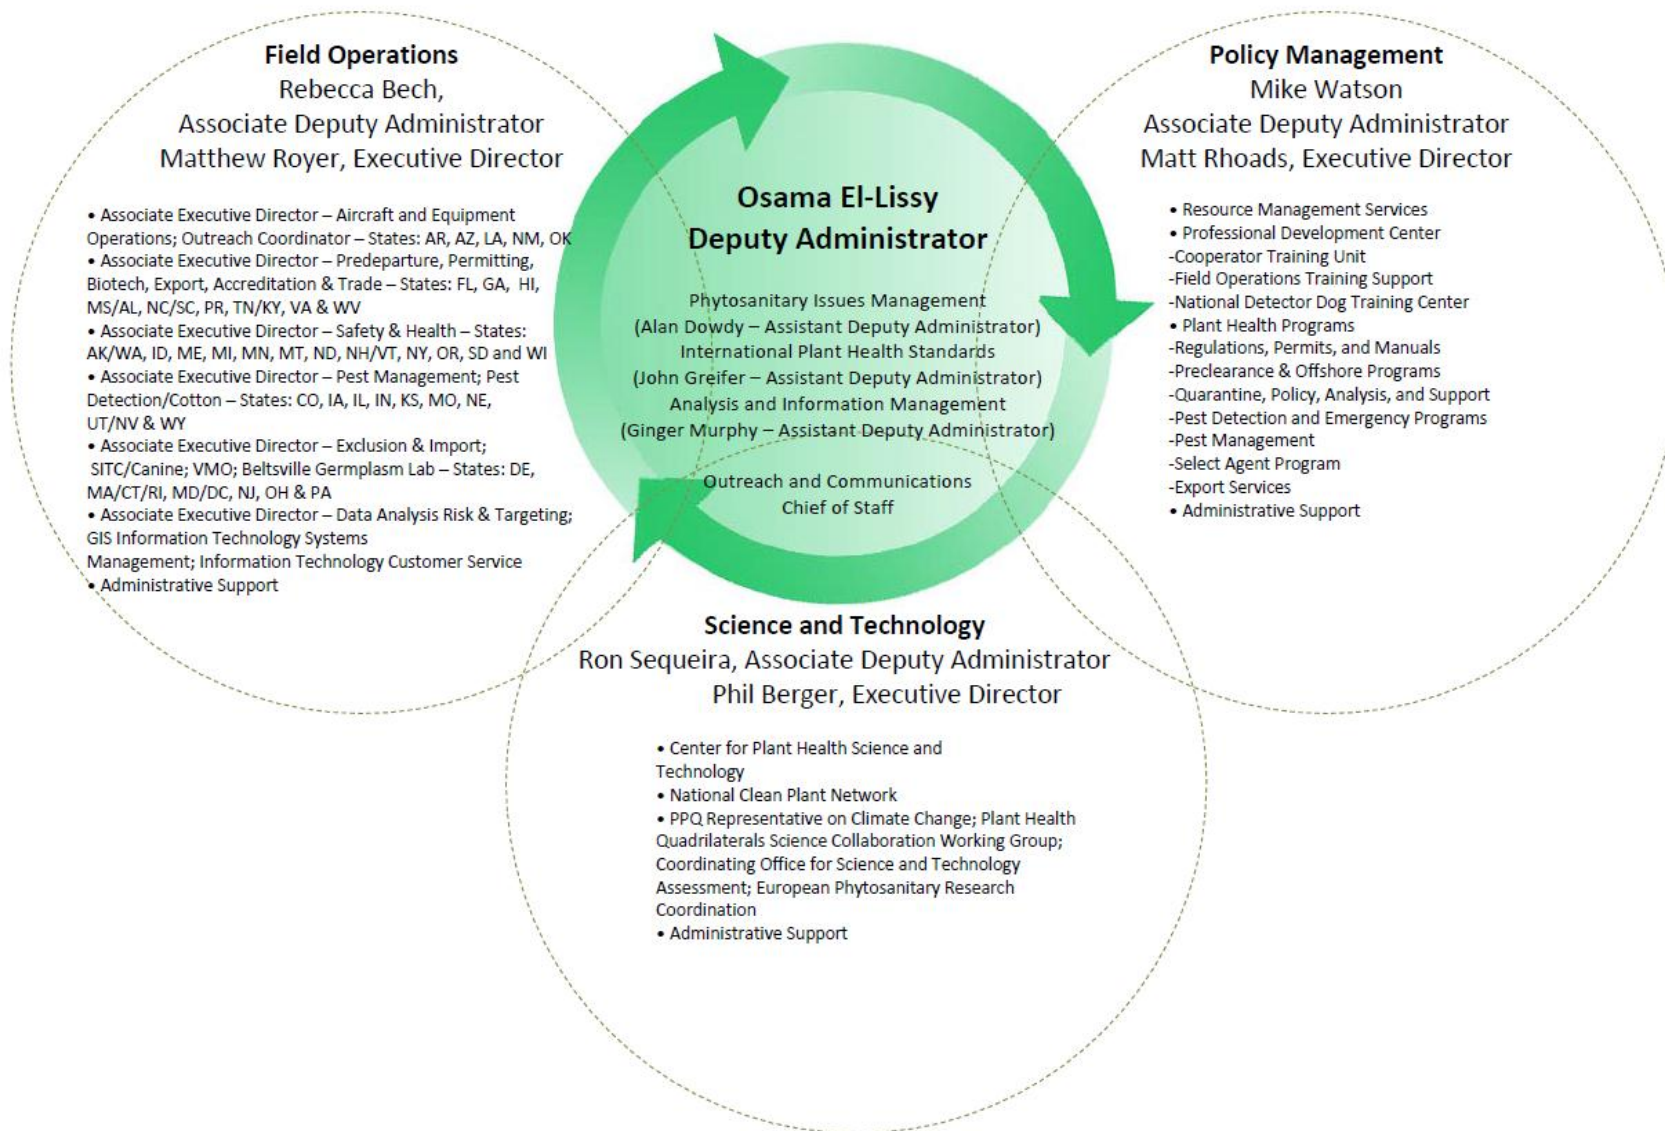 Field Operations
Rebecca Bech,
Associate Deputy Administrator
Matthew Royer, Executive Director
• Associate Executive Director – Aircraft and Equipment
Operations; Outreach Coordinator – States: AR, AZ, LA, NM, OK
• Associate Executive Director – Predeparture, Permitting,
Biotech, Export, Accreditation & Trade – States: FL, GA, HI,
MS/AL, NC/SC, PR, TN/KY, VA & WV
• Associate Executive Director – Safety & Health – States:
AK/WA, ID, ME, MI, MN, MT, ND, NH/VT, NY, OR, SD and WI
• Associate Executive Director – Pest Management; Pest
Detection/Cotton – States: CO, IA, IL, IN, KS, MO, NE,
UT/NV & WY
• Associate Executive Director – Exclusion & Import;
SITC/Canine; VMO; Beltsville Germplasm Lab – States: DE,
MA/CT/RI, MD/DC, NJ, OH & PA
• Associate Executive Director – Data Analysis Risk & Targeting;
GIS Information Technology Systems
Management; Information Technology Customer Service
• Administrative Support
Osama El-Lissy
Deputy Administrator
Phytosanitary Issues Management
(Alan Dowdy – Assistant Deputy Administrator)
International Plant Health Standards
(John Greifer – Assistant Deputy Administrator)
Analysis and Information Management
(Ginger Murphy – Assistant Deputy Administrator)
Outreach and Communications
Chief of Staff
Policy Management
Mike Watson
Associate Deputy Administrator
Matt Rhoads, Executive Director
• Resource Management Services
• Professional Development Center
-Cooperator Training Unit
-Field Operations Training Support
-National Detector Dog Training Center
• Plant Health Programs
-Regulations, Permits, and Manuals
-Preclearance & Offshore Programs
-Quarantine, Policy, Analysis, and Support
-Pest Detection and Emergency Programs
-Pest Management
-Select Agent Program
-Export Services
• Administrative Support
Science and Technology
Ron Sequeira, Associate Deputy Administrator
Phil Berger, Executive Director
• Center for Plant Health Science and
Technology
• National Clean Plant Network
• PPQ Representative on Climate Change; Plant Health
Quadrilaterals Science Collaboration Working Group;
Coordinating Office for Science and Technology
Assessment; European Phytosanitary Research
Coordination
• Administrative Support